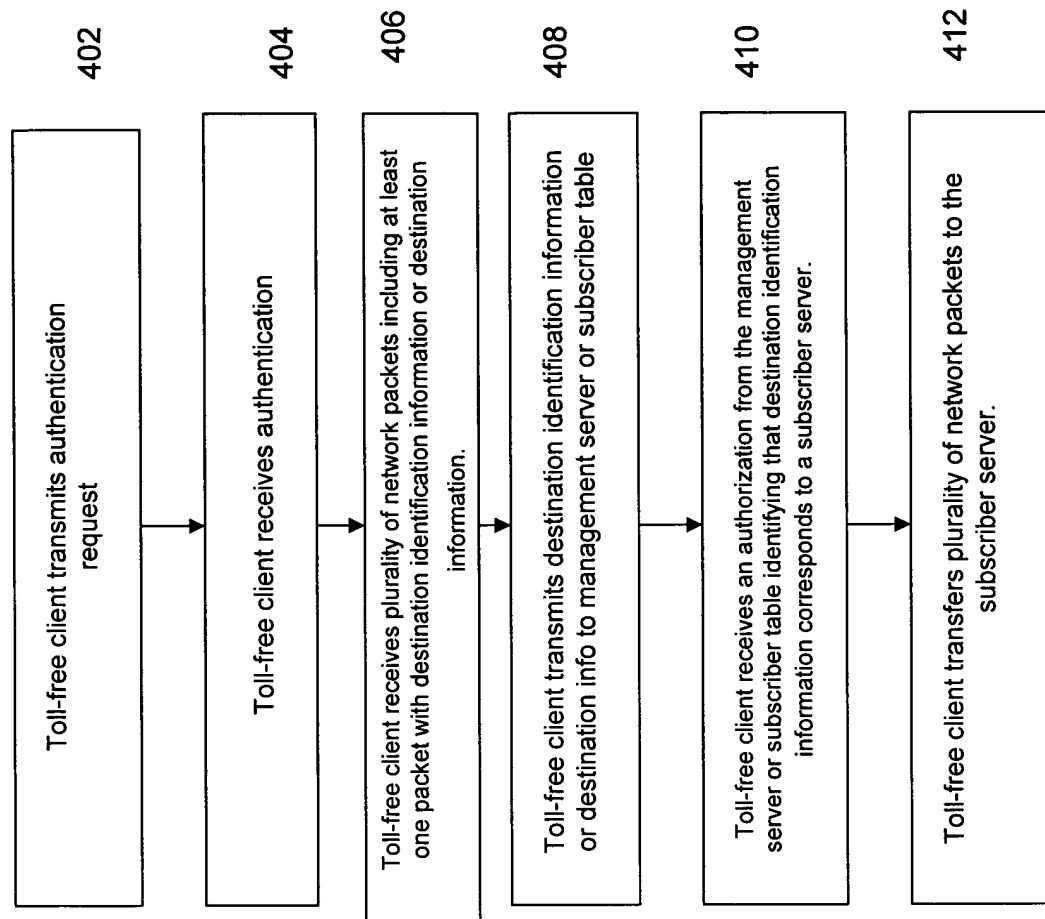 Toll-free client transmits authentication
request
402
Toll-free client receives authentication
404
Toll-free client receives plurality of network packets including at least
one packet with destination identification information or destination
information.
406
Toll-free client transmits destination identification information
or destination info to management server or subscriber table
408
Toll-free client receives an authorization from the management
server or subscriber table identifying that destination identification
information corresponds to a subscriber server.
410
Toll-free client transfers plurality of network packets to the
subscriber server.
412